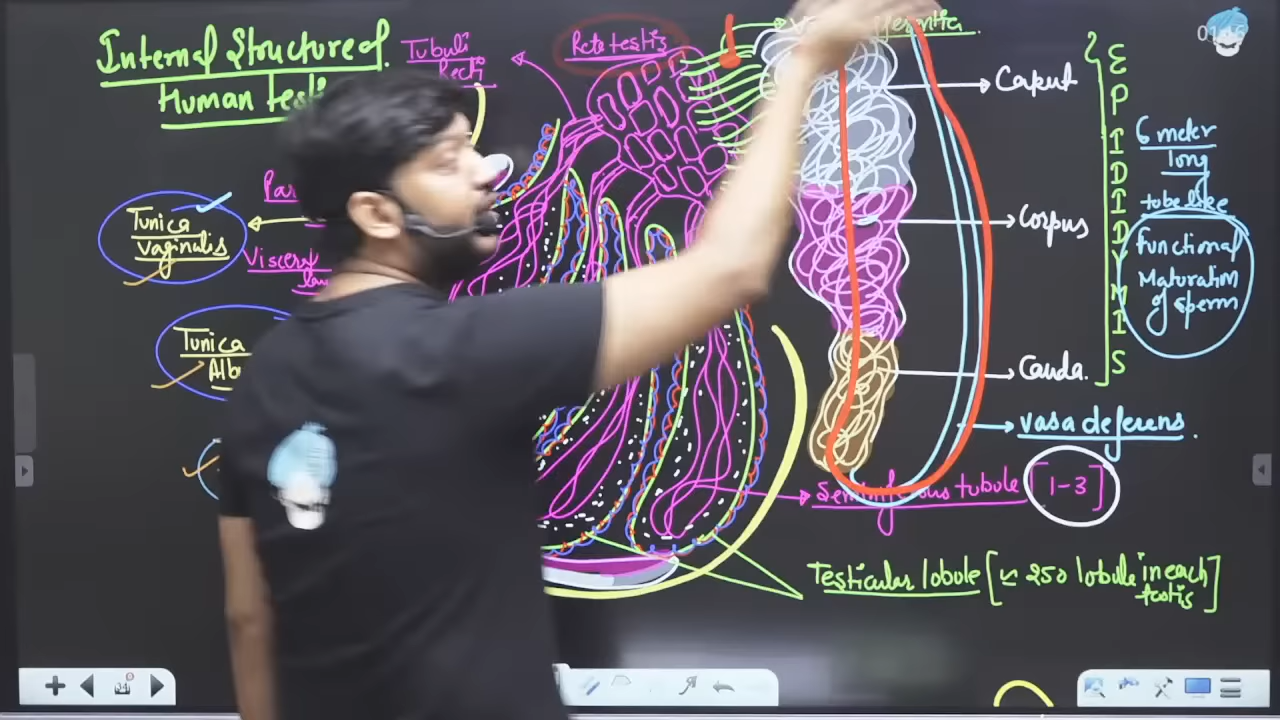 Internal Structure of
Human
Tubuli
Recti
Rete testis
Caput
E
P
I
D
I
D
Y
M
I
S
6 meter
long
tube like
Functional
Maturation
of sperm
Tunica
vaginalis
Visceral
Corpus
Tunica
Cauda.
vasa deferens.
Seminiferous tubule [1-3]
Testicular lobule [≃ 250 lobule in each
testis]